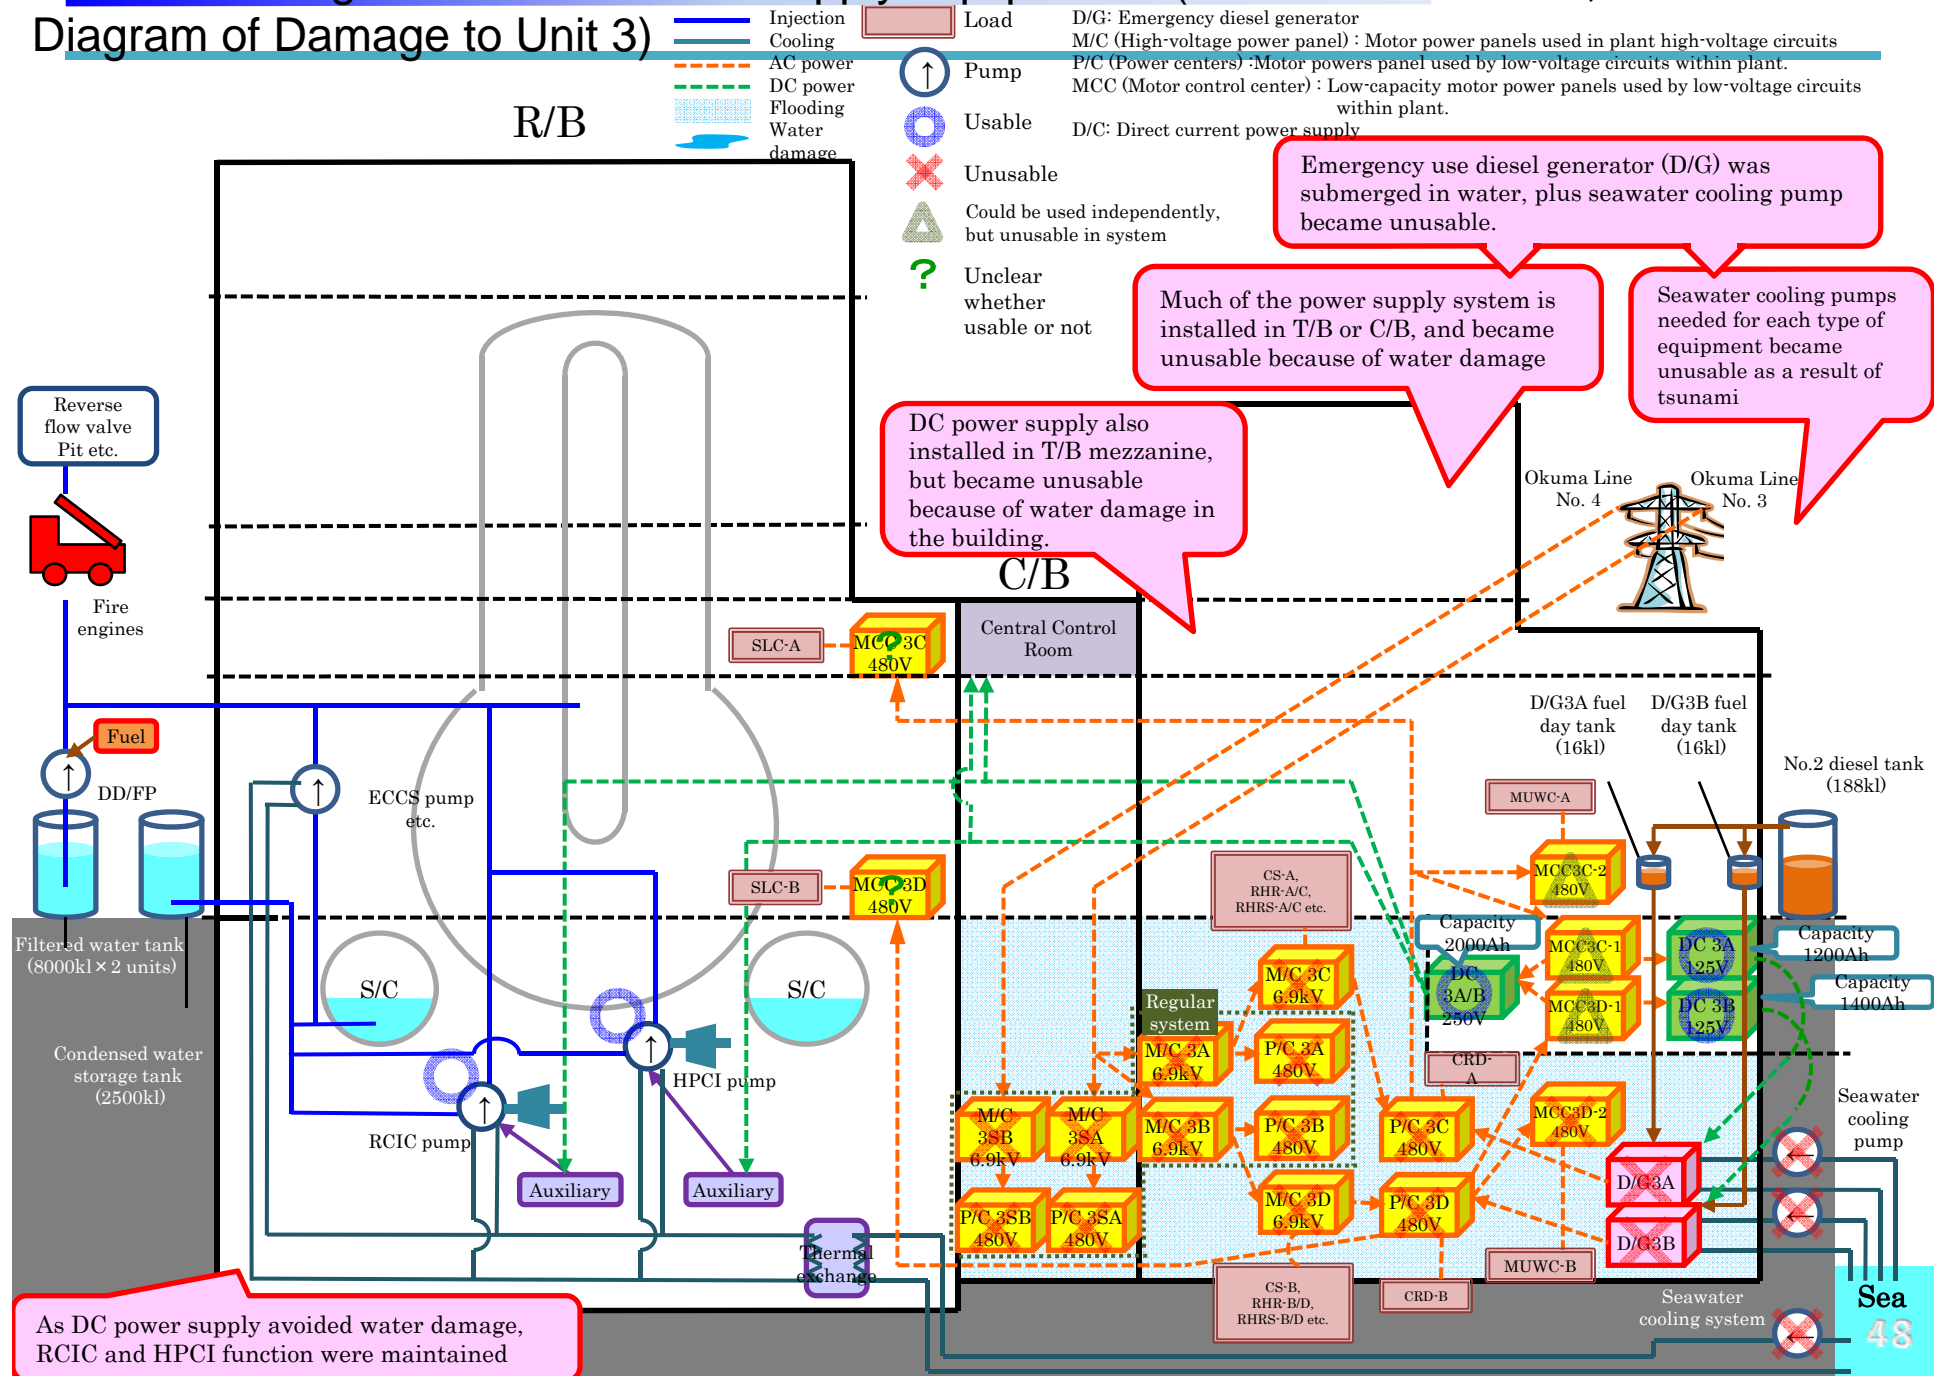 Diagram of Damage to Unit 3)
Injection
Cooling
AC power
DC power
Flooding
Water
damage
Load
Pump
Usable
Unusable
Could be used independently,
but unusable in system
?
Unclear
whether
usable or not
D/G: Emergency diesel generator
M/C (High-voltage power panel) : Motor power panels used in plant high-voltage circuits
P/C (Power centers) :Motor powers panel used by low-voltage circuits within plant.
MCC (Motor control center) : Low-capacity motor power panels used by low-voltage circuits
within plant.
D/C: Direct current power supply
R/B
Emergency use diesel generator (D/G) was
submerged in water, plus seawater cooling pump
became unusable.
Much of the power supply system is
installed in T/B or C/B, and became
unusable because of water damage
Seawater cooling pumps
needed for each type of
equipment became
unusable as a result of
tsunami
DC power supply also
installed in T/B mezzanine,
but became unusable
because of water damage in
the building.
C/B
Reverse
flow valve
Pit etc.
Fire
engines
Okuma Line
No. 4
Okuma Line
No. 3
SLC-A
MCC 3C
480V
?
Central Control
Room
Fuel
DD/FP
ECCS pump
etc.
D/G3A fuel
day tank
(16kl)
D/G3B fuel
day tank
(16kl)
No.2 diesel tank
(188kl)
MUWC-A
SLC-B
MCC 3D
480V
?
CS-A,
RHR-A/C,
RHRS-A/C etc.
MCC3C-2
480V
Filtered water tank
(8000kl×2 units)
Capacity
2000Ah
Capacity
1200Ah
Capacity
1400Ah
S/C
S/C
M/C 3C
6.9kV
DC
3A/B
250V
MCC3C-1
480V
MCC3D-1
480V
DC 3A
125V
DC 3B
125V
Regular
system
M/C 3A
6.9kV
P/C 3A
480V
CRD-
A
Condensed water
storage tank
(2500kl)
HPCI pump
RCIC pump
M/C
3SB
6.9kV
M/C
3SA
6.9kV
M/C 3B
6.9kV
P/C 3B
480V
P/C 3C
480V
MCC3D-2
480V
Seawater
cooling
pump
Auxiliary
Auxiliary
D/G3A
P/C 3SB
480V
P/C 3SA
480V
M/C 3D
6.9kV
P/C 3D
480V
D/G3B
Thermal
exchange
MUWC-B
CS-B,
RHR-B/D,
RHRS-B/D etc.
CRD-B
Seawater
cooling system
Sea
48
As DC power supply avoided water damage,
RCIC and HPCI function were maintained